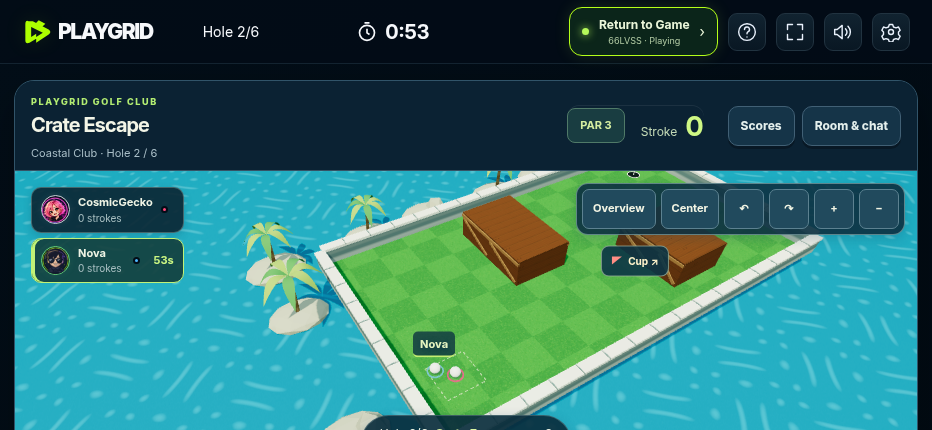 PLAYGRID
Hole 2/6
0:53
Return to Game
66LVSS · Playing
PLAYGRID GOLF CLUB
Crate Escape
Coastal Club · Hole 2 / 6
PAR 3
Stroke 0
Scores
Room & chat
CosmicGecko
0 strokes
Nova
0 strokes
53s
Overview
Center
Cup
Nova